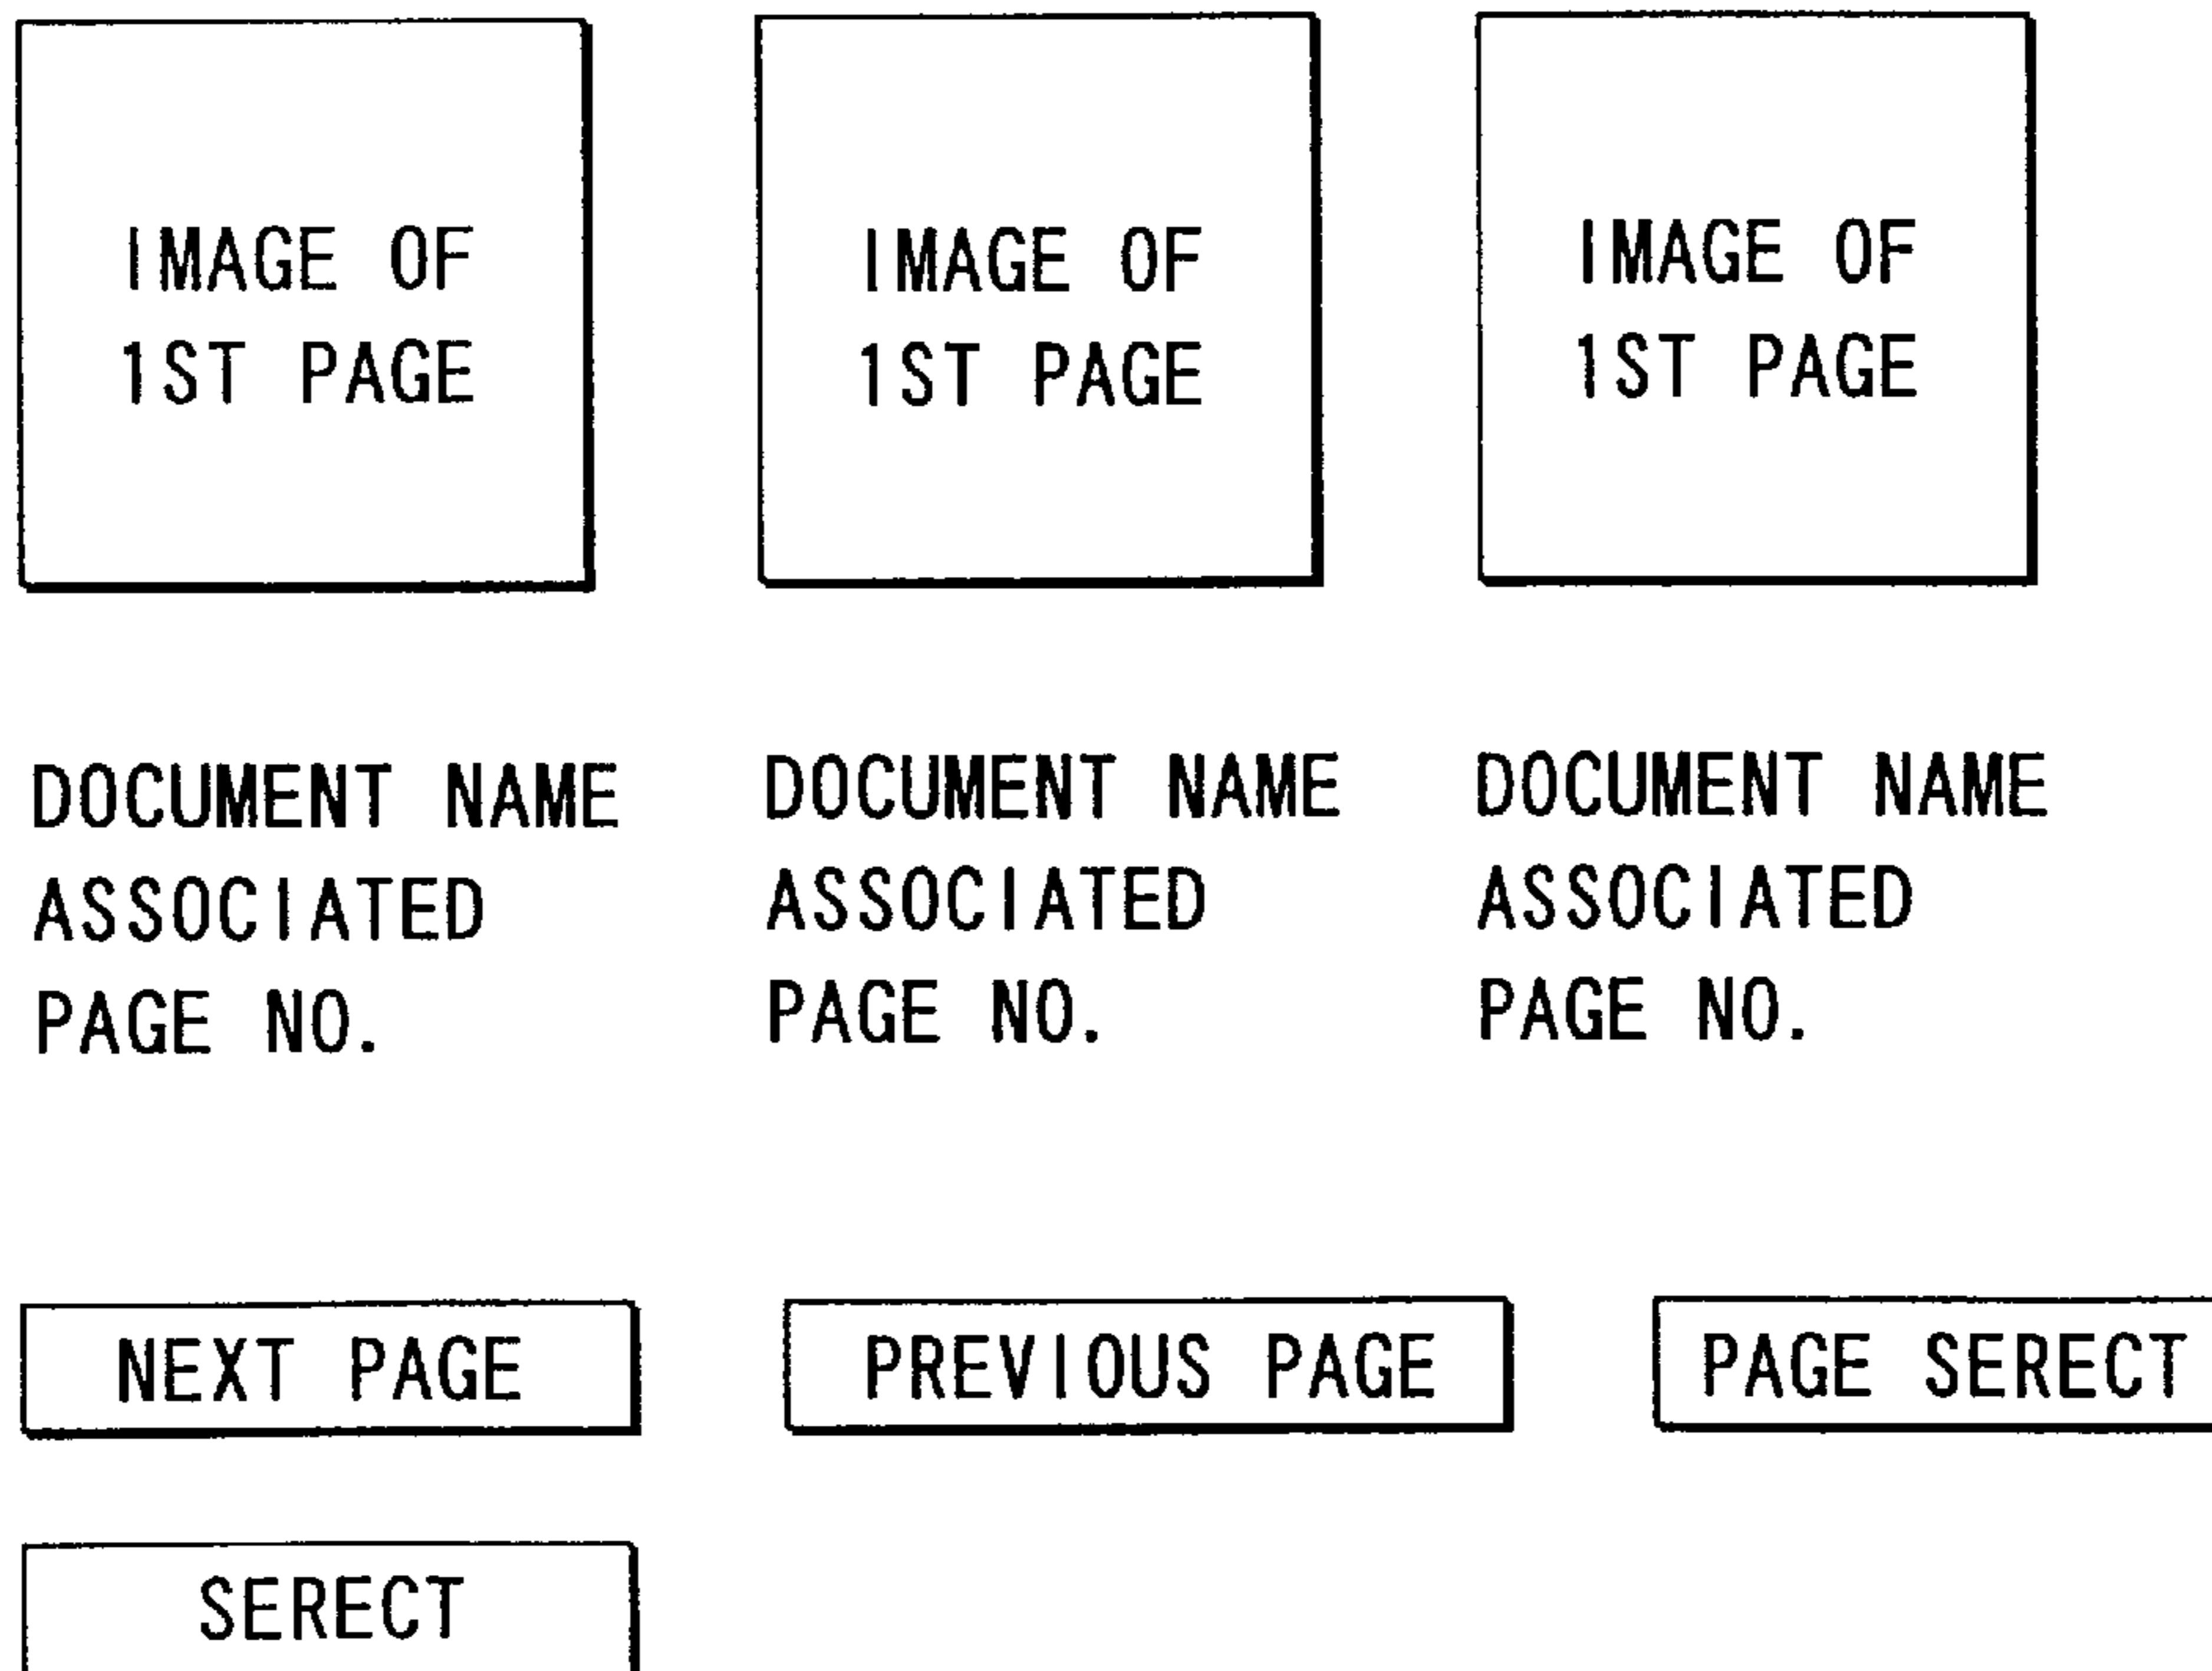 IMAGE OF
1ST PAGE
IMAGE OF
1ST PAGE
IMAGE OF
1ST PAGE
DOCUMENT NAME
ASSOCIATED
PAGE NO.
DOCUMENT NAME
ASSOCIATED
PAGE NO.
DOCUMENT NAME
ASSOCIATED
PAGE NO.
NEXT PAGE
PREVIOUS PAGE
PAGE SERECT
SERECT